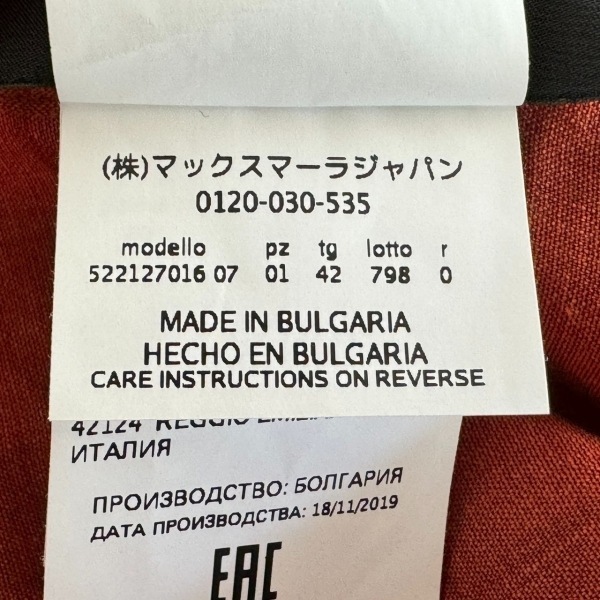 (株)マックスマーラジャパン
0120-030-535
modello pz tg lotto r
522127016 07 01 42 798 0
MADE IN BULGARIA
HECHO EN BULGARIA
CARE INSTRUCTIONS ON REVERSE
42124 REGGIO EMILIA
ИТАЛИЯ
ПРОИЗВОДСТВО: БОЛГАРИЯ
ДАТА ПРОИЗВОДСТВА: 18/11/2019
EAC